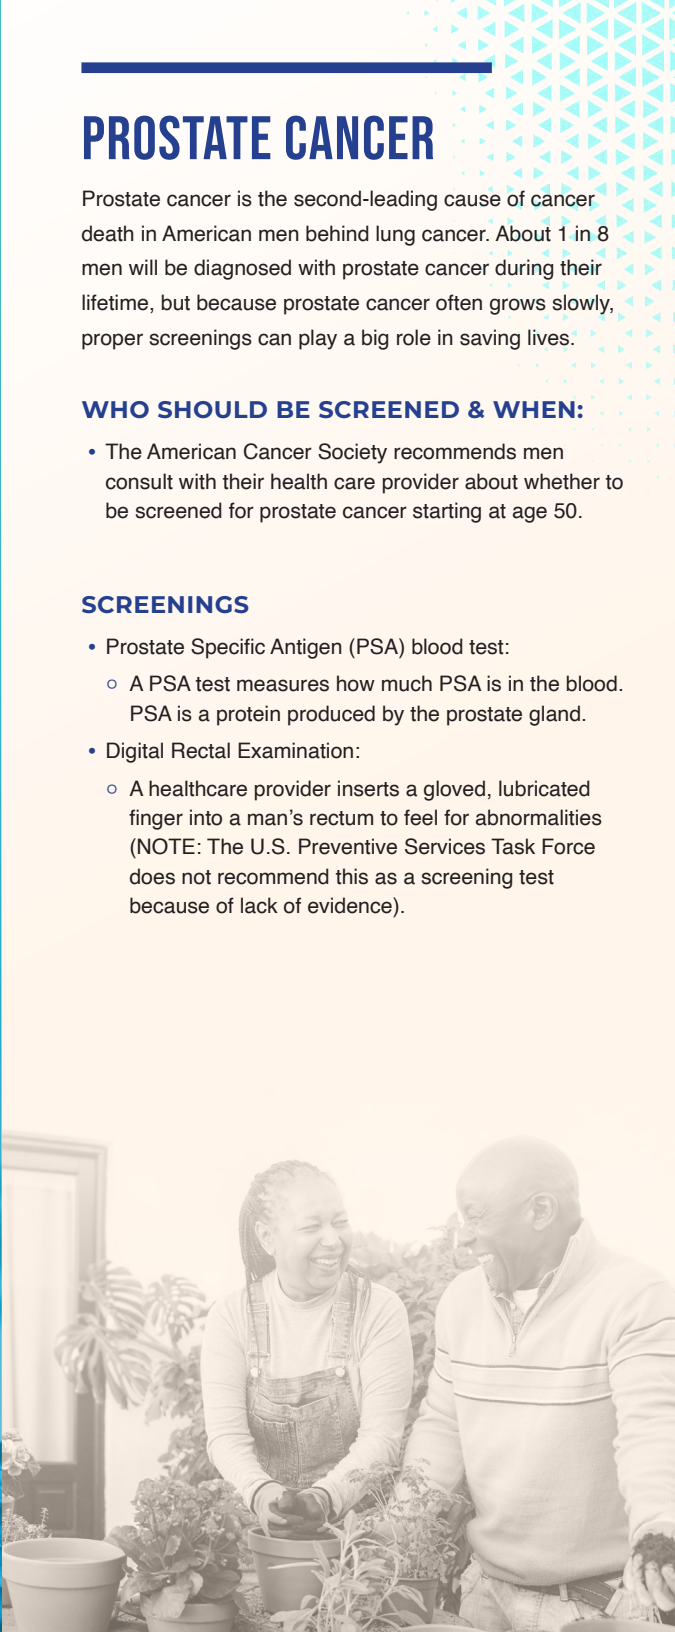 PROSTATE CANCER
Prostate cancer is the second-leading cause of cancer
death in American men behind lung cancer. About 1 in 8
men will be diagnosed with prostate cancer during their
lifetime, but because prostate cancer often grows slowly,
proper screenings can play a big role in saving lives.
WHO SHOULD BE SCREENED & WHEN:
• The American Cancer Society recommends men
consult with their health care provider about whether to
be screened for prostate cancer starting at age 50.
SCREENINGS
• Prostate Specific Antigen (PSA) blood test:
○ A PSA test measures how much PSA is in the blood.
PSA is a protein produced by the prostate gland.
• Digital Rectal Examination:
○ A healthcare provider inserts a gloved, lubricated
finger into a man’s rectum to feel for abnormalities
(NOTE: The U.S. Preventive Services Task Force
does not recommend this as a screening test
because of lack of evidence).